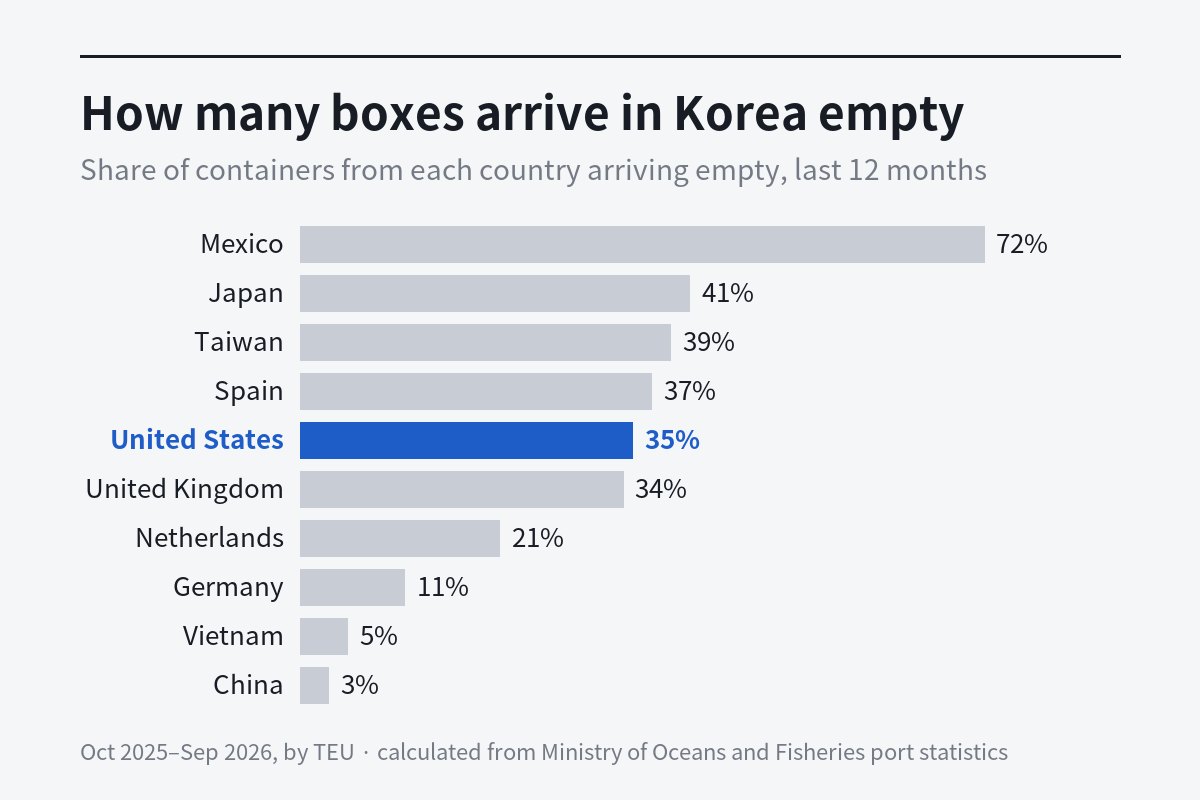 How many boxes arrive in Korea empty
Share of containers from each country arriving empty, last 12 months
Mexico 72%
Japan 41%
Taiwan 39%
Spain 37%
United States 35%
United Kingdom 34%
Netherlands 21%
Germany 11%
Vietnam 5%
China 3%
Oct 2025–Sep 2026, by TEU · calculated from Ministry of Oceans and Fisheries port statistics